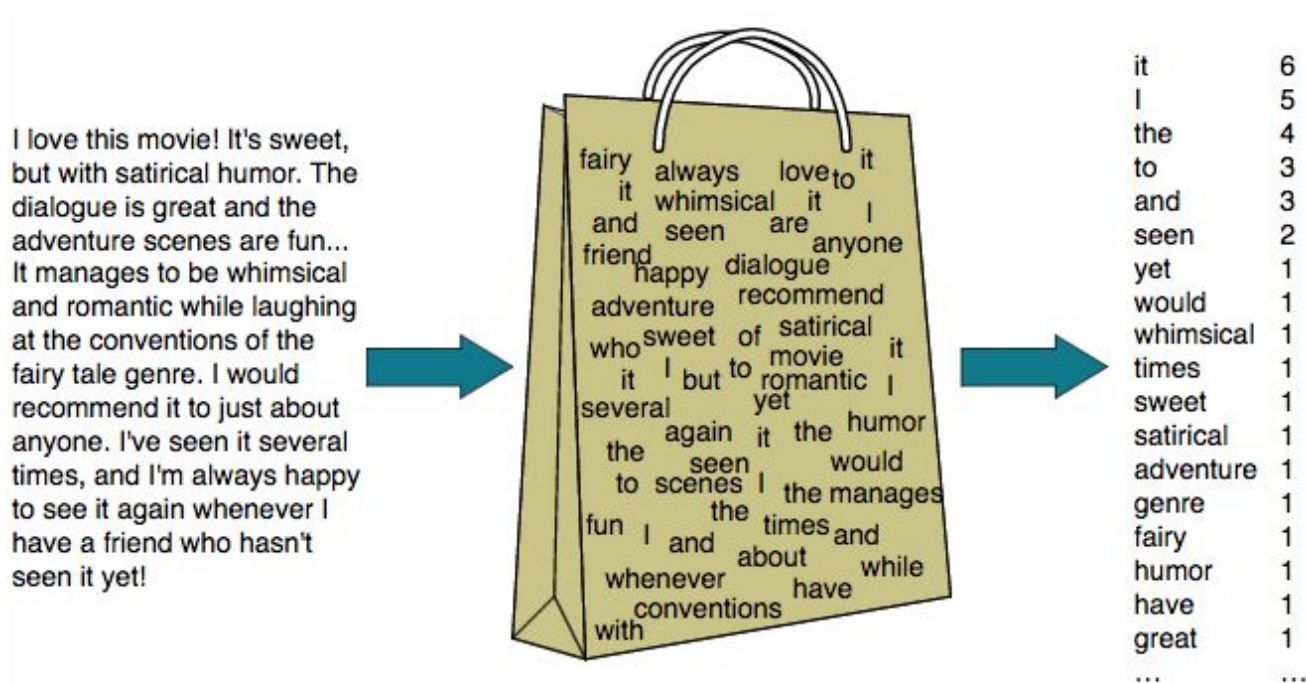 I love this movie! It's sweet,
but with satirical humor. The
dialogue is great and the
adventure scenes are fun...
It manages to be whimsical
and romantic while laughing
at the conventions of the
fairy tale genre. I would
recommend it to just about
anyone. I've seen it several
times, and I'm always happy
to see it again whenever I
have a friend who hasn't
seen it yet!
fairy always love to it
it whimsical it I
and seen are anyone
friend happy dialogue
adventure recommend
who sweet of satirical it
it I but to movie romantic I
several yet
again it the humor
the seen would
to scenes I the manages
fun I and the times and
about while
whenever have
conventions
with
it 6
I 5
the 4
to 3
and 3
seen 2
yet 1
would 1
whimsical 1
times 1
sweet 1
satirical 1
adventure 1
genre 1
fairy 1
humor 1
have 1
great 1
... ...